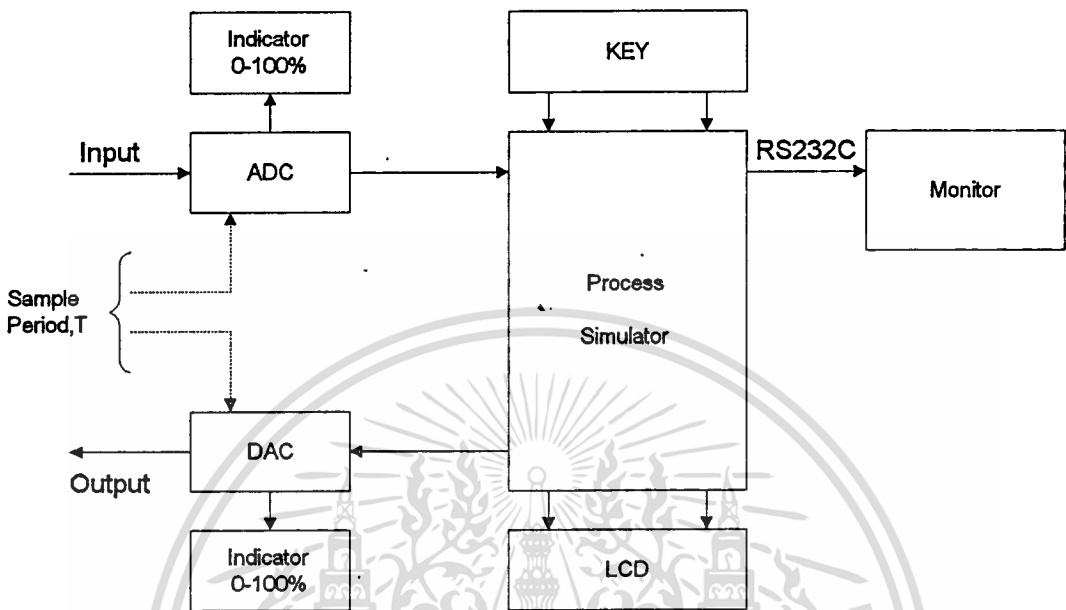 Indicator
0-100%
KEY
Input
ADC
RS232C
Monitor
Sample
Period,T
Process
Simulator
DAC
Output
Indicator
0-100%
LCD